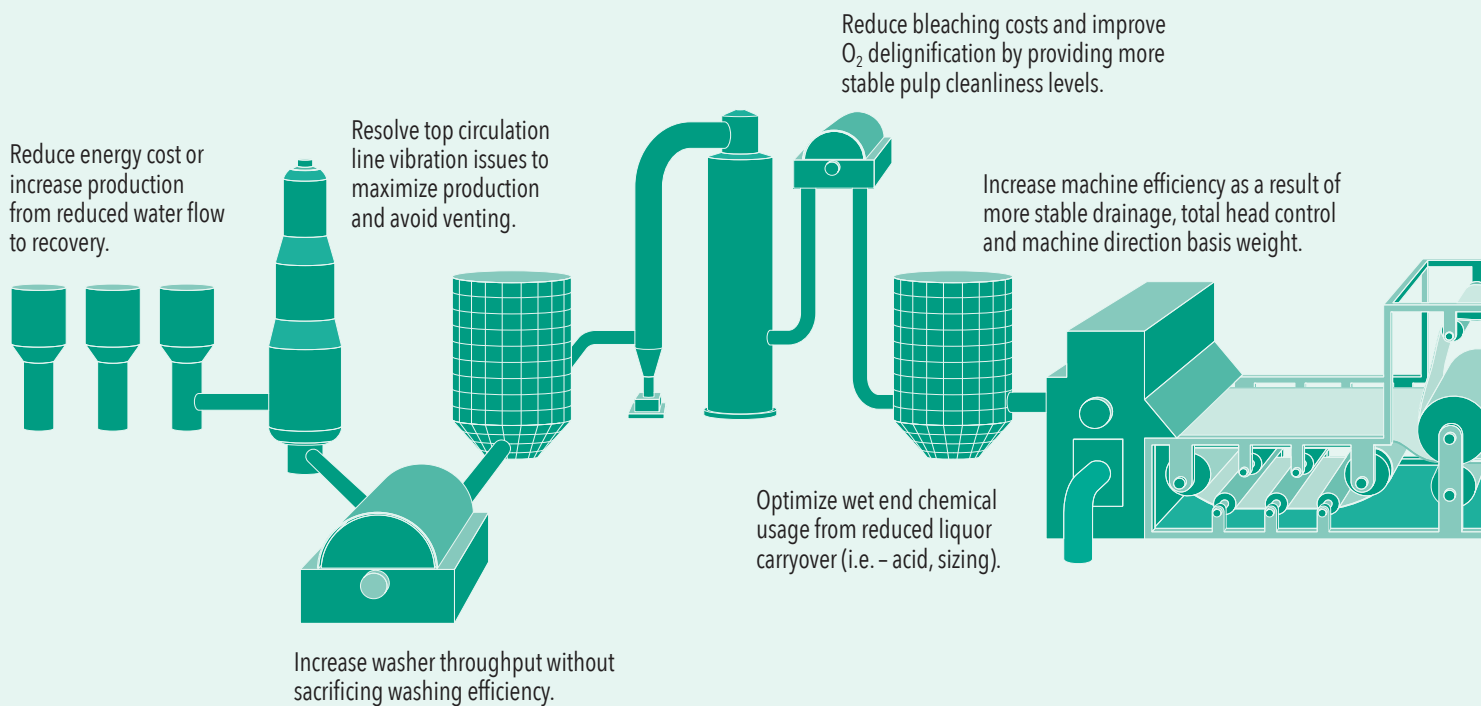 Reduce energy cost or
increase production
from reduced water flow
to recovery.
Resolve top circulation
line vibration issues to
maximize production
and avoid venting.
Reduce bleaching costs and improve
O₂ delignification by providing more
stable pulp cleanliness levels.
Increase machine efficiency as a result of
more stable drainage, total head control
and machine direction basis weight.
Optimize wet end chemical
usage from reduced liquor
carryover (i.e. – acid, sizing).
Increase washer throughput without
sacrificing washing efficiency.